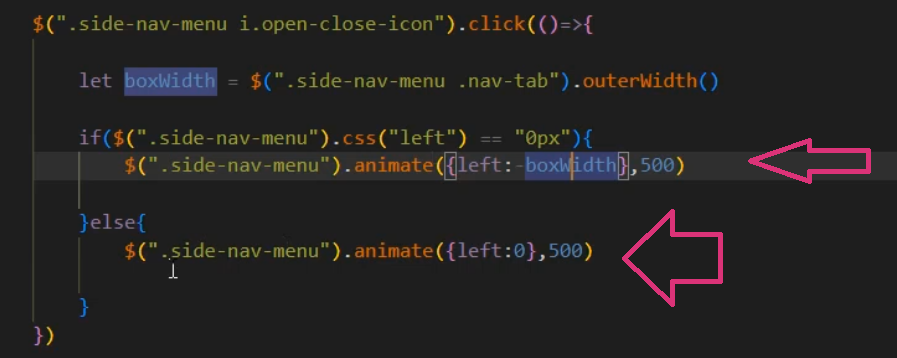 $(".side-nav-menu i.open-close-icon").click(()=>{
let boxWidth = $(".side-nav-menu .nav-tab").outerWidth()
if($(".side-nav-menu").css("left") == "0px"){
$(".side-nav-menu").animate({left:-boxWidth},500)
}else{
$(".side-nav-menu").animate({left:0},500)
}
})